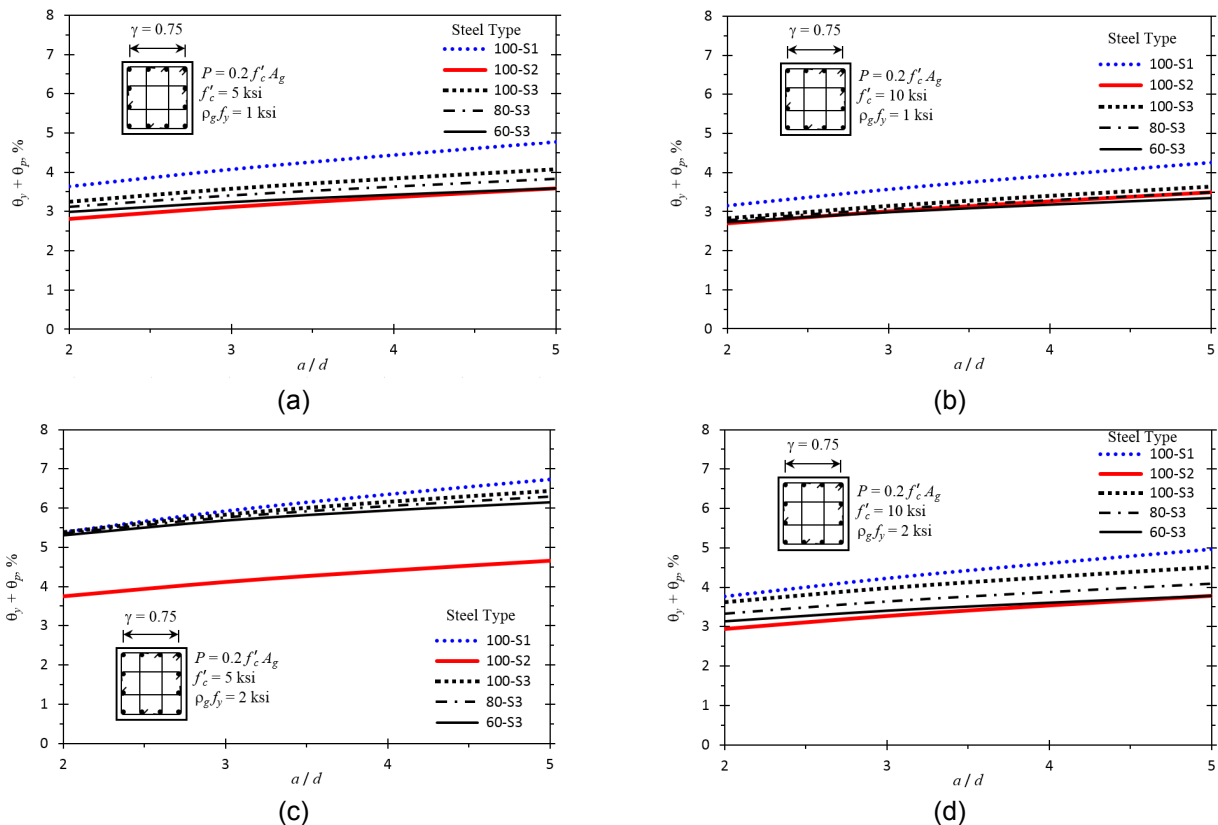 8
7
6
5
4
3
2
1
0
θy + θp, %
γ = 0.75
P = 0.2 f′c Ag
f′c = 5 ksi
ρg fy = 1 ksi
Steel Type
100-S1
100-S2
100-S3
80-S3
60-S3
2 3 4 5
a / d
(a)
8
7
6
5
4
3
2
1
0
θy + θp, %
γ = 0.75
P = 0.2 f′c Ag
f′c = 10 ksi
ρg fy = 1 ksi
Steel Type
100-S1
100-S2
100-S3
80-S3
60-S3
2 3 4 5
a / d
(b)
8
7
6
5
4
3
2
1
0
θy + θp, %
γ = 0.75
P = 0.2 f′c Ag
f′c = 5 ksi
ρg fy = 2 ksi
Steel Type
100-S1
100-S2
100-S3
80-S3
60-S3
2 3 4 5
a / d
(c)
8
7
6
5
4
3
2
1
0
θy + θp, %
γ = 0.75
P = 0.2 f′c Ag
f′c = 10 ksi
ρg fy = 2 ksi
Steel Type
100-S1
100-S2
100-S3
80-S3
60-S3
2 3 4 5
a / d
(d)